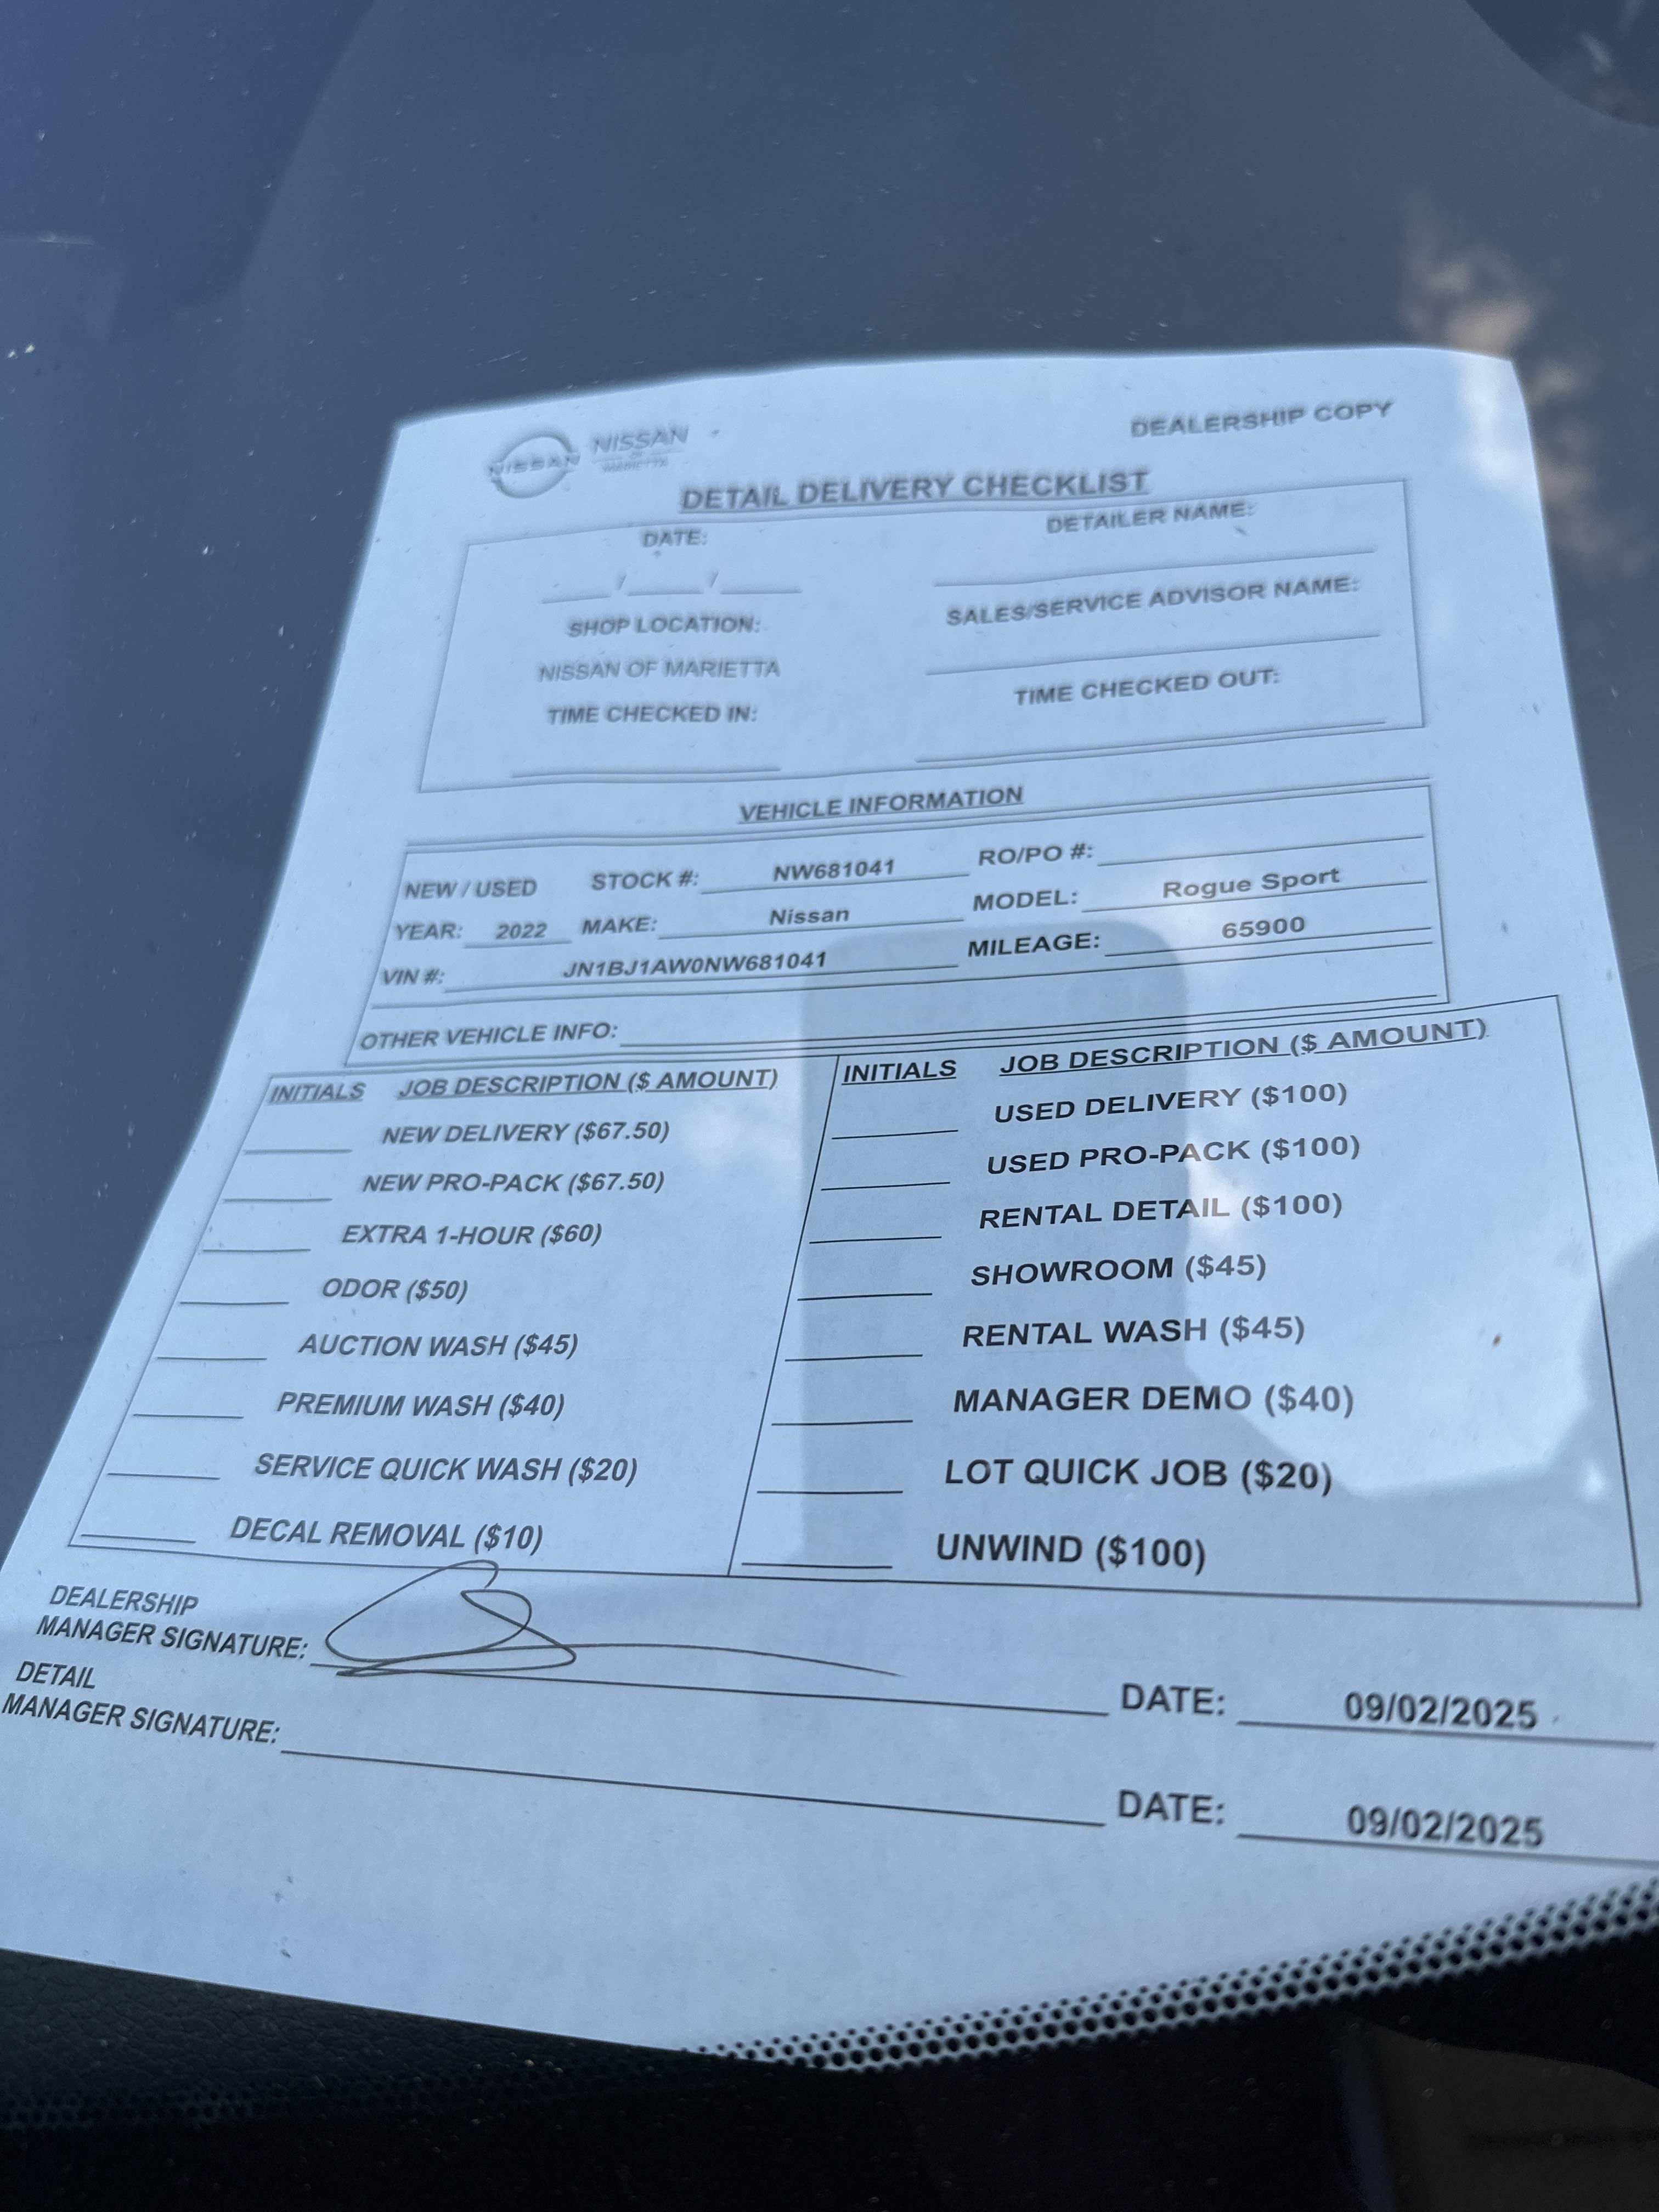 DEALERSHIP COPY
NISSAN
NISSAN
OF
MARIETTA
DETAIL DELIVERY CHECKLIST
DATE:
/ /
DETAILER NAME:
SHOP LOCATION:
SALES/SERVICE ADVISOR NAME:
NISSAN OF MARIETTA
TIME CHECKED IN:
TIME CHECKED OUT:
VEHICLE INFORMATION
NEW / USED STOCK #: NW681041 RO/PO #:
YEAR: 2022 MAKE: Nissan MODEL: Rogue Sport
VIN #: JN1BJ1AW0NW681041 MILEAGE: 65900
OTHER VEHICLE INFO:
INITIALS JOB DESCRIPTION ($ AMOUNT)
NEW DELIVERY ($67.50)
NEW PRO-PACK ($67.50)
EXTRA 1-HOUR ($60)
ODOR ($50)
AUCTION WASH ($45)
PREMIUM WASH ($40)
SERVICE QUICK WASH ($20)
DECAL REMOVAL ($10)
INITIALS JOB DESCRIPTION ($ AMOUNT)
USED DELIVERY ($100)
USED PRO-PACK ($100)
RENTAL DETAIL ($100)
SHOWROOM ($45)
RENTAL WASH ($45)
MANAGER DEMO ($40)
LOT QUICK JOB ($20)
UNWIND ($100)
DEALERSHIP
MANAGER SIGNATURE: DATE: 09/02/2025
DETAIL
MANAGER SIGNATURE: DATE: 09/02/2025